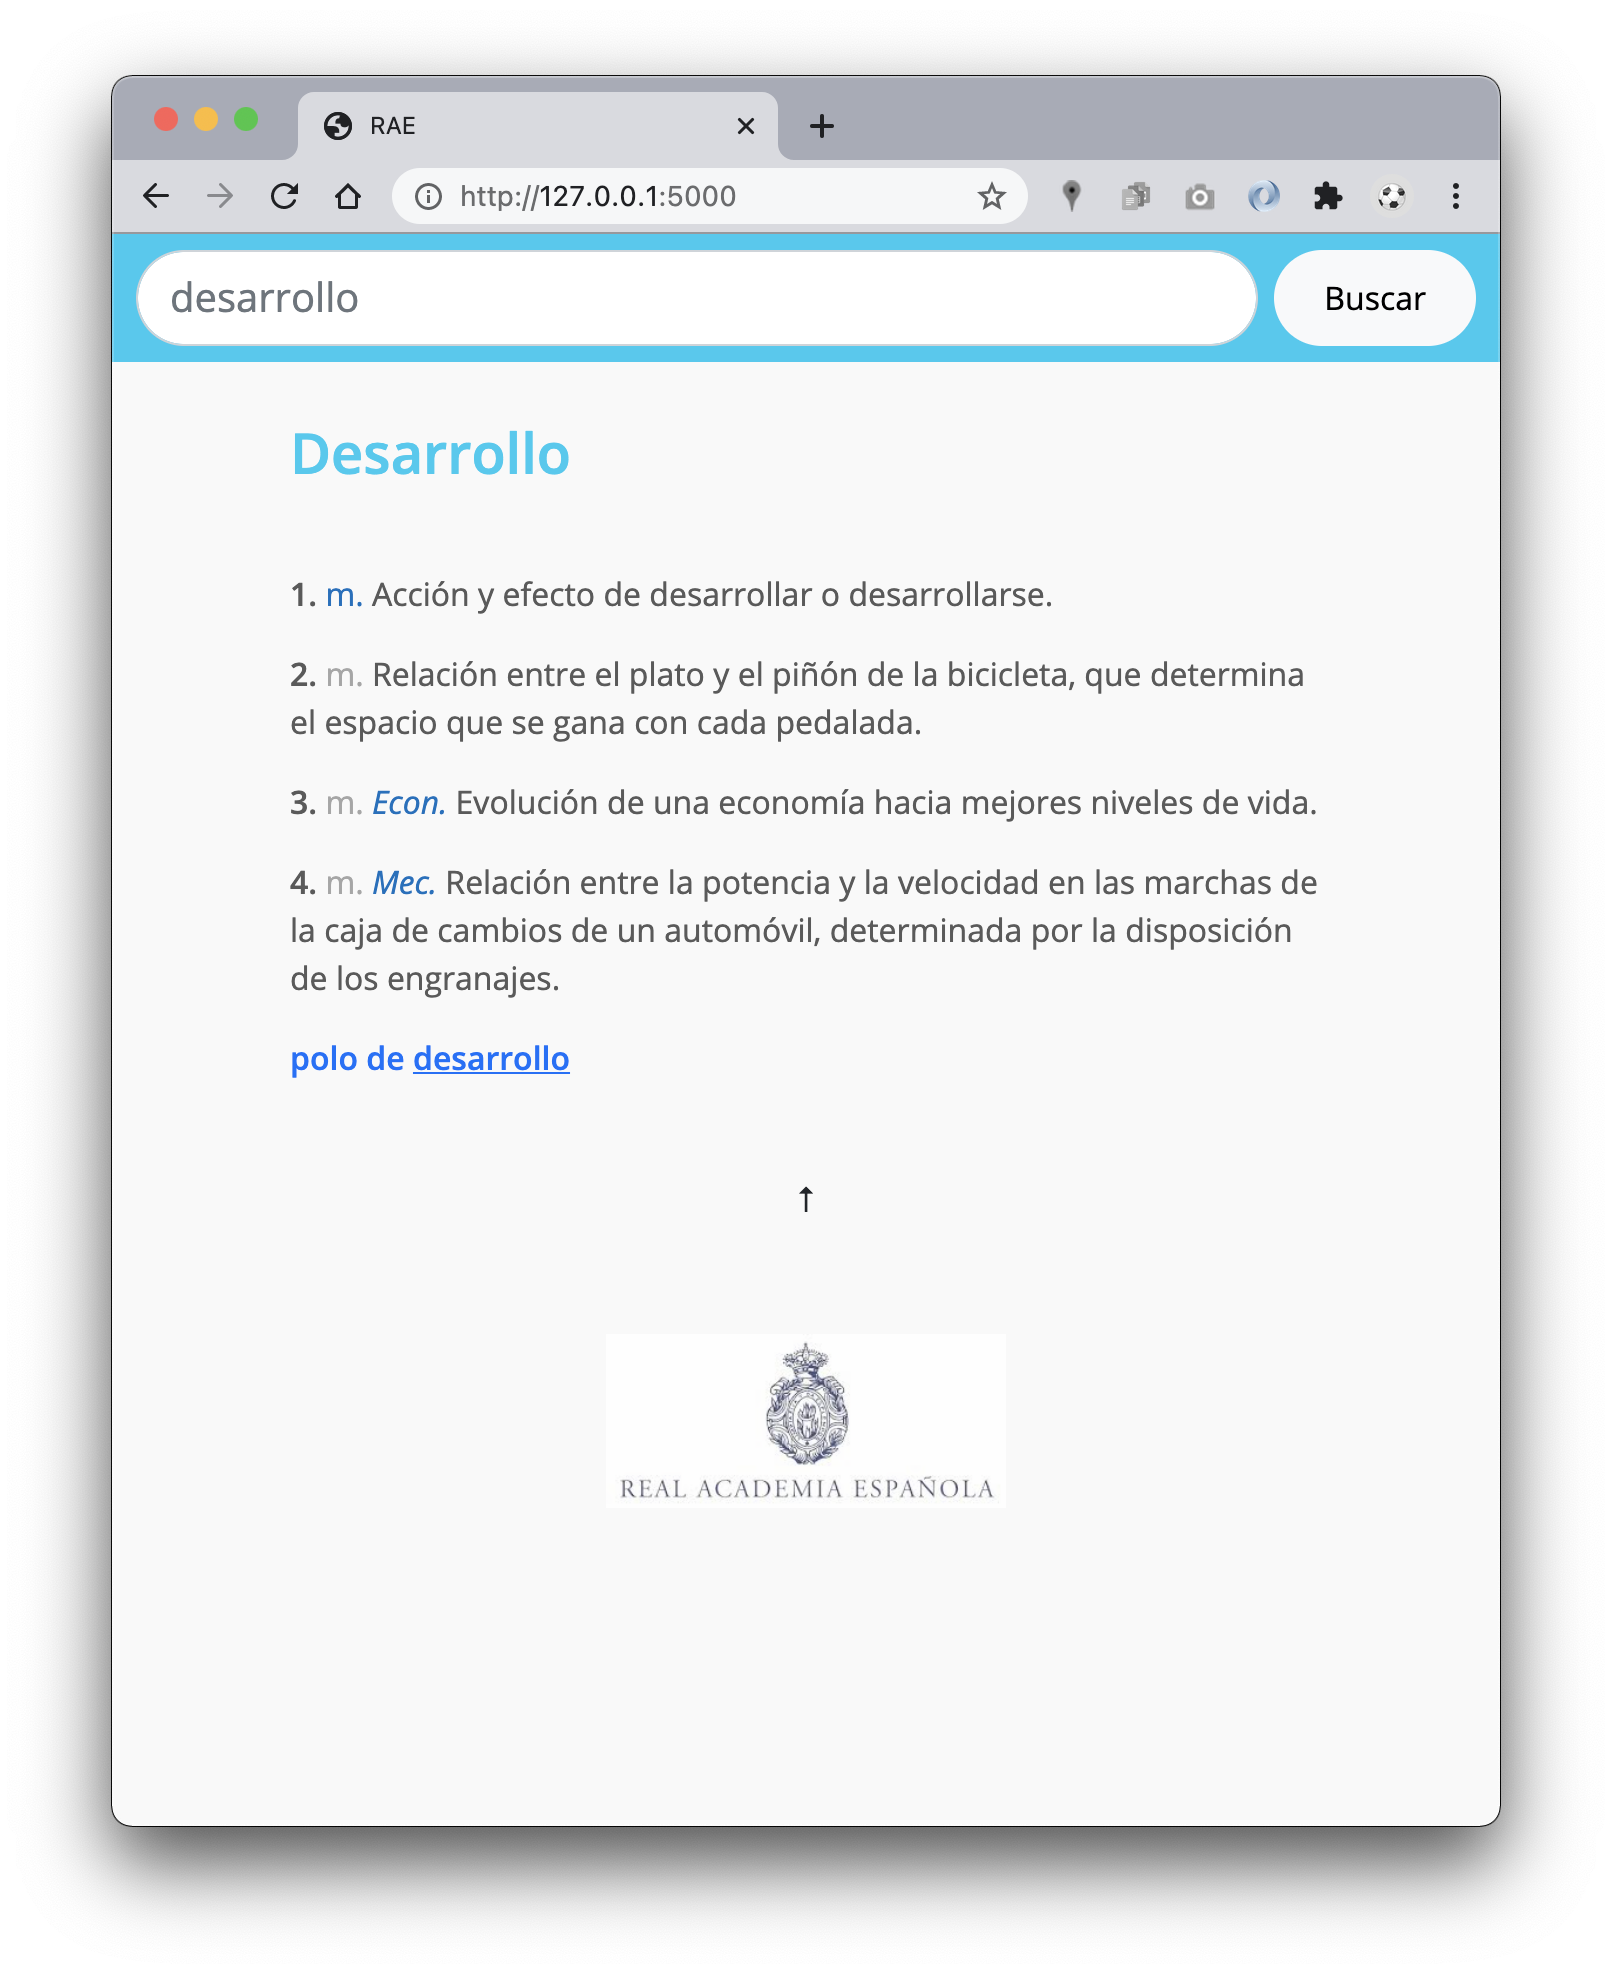 RAE
http://127.0.0.1:5000
desarrollo
Buscar
Desarrollo
1. m. Acción y efecto de desarrollar o desarrollarse.
2. m. Relación entre el plato y el piñón de la bicicleta, que determina
el espacio que se gana con cada pedalada.
3. m. Econ. Evolución de una economía hacia mejores niveles de vida.
4. m. Mec. Relación entre la potencia y la velocidad en las marchas de
la caja de cambios de un automóvil, determinada por la disposición
de los engranajes.
polo de desarrollo
↑
REAL ACADEMIA ESPAÑOLA